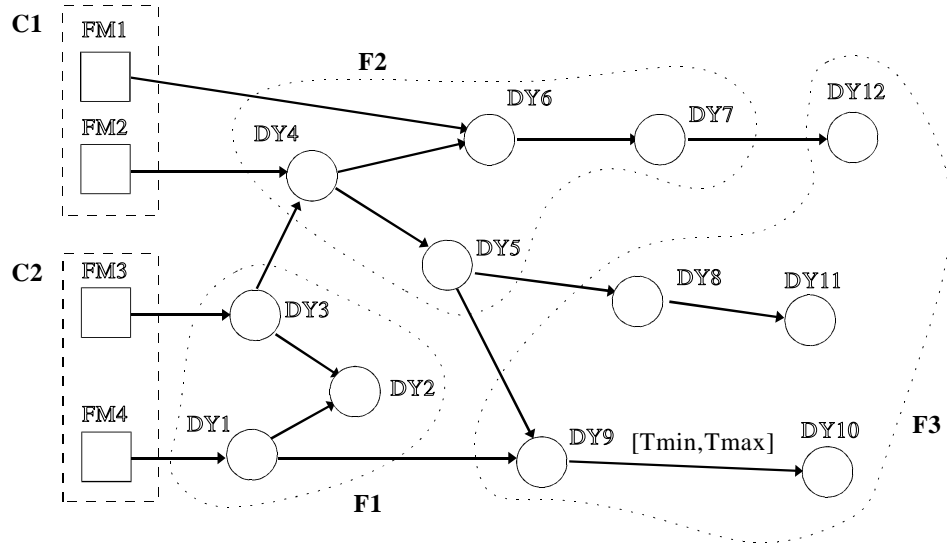 C1
FM1
F2
DY6
DY7
DY12
FM2
DY4
C2
FM3
DY5
DY8
DY11
DY3
DY2
FM4
DY1
DY9
[Tmin,Tmax]
DY10
F3
F1